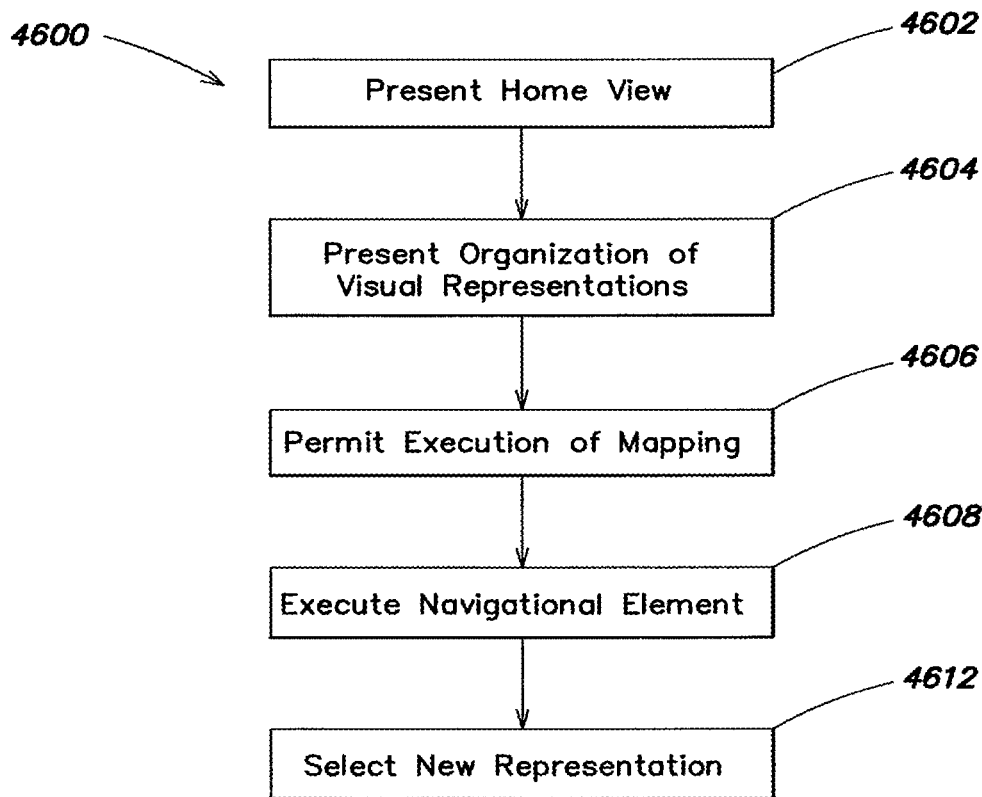 4600
4602
Present Home View
4604
Present Organization of
Visual Representations
4606
Permit Execution of Mapping
4608
Execute Navigational Element
4612
Select New Representation